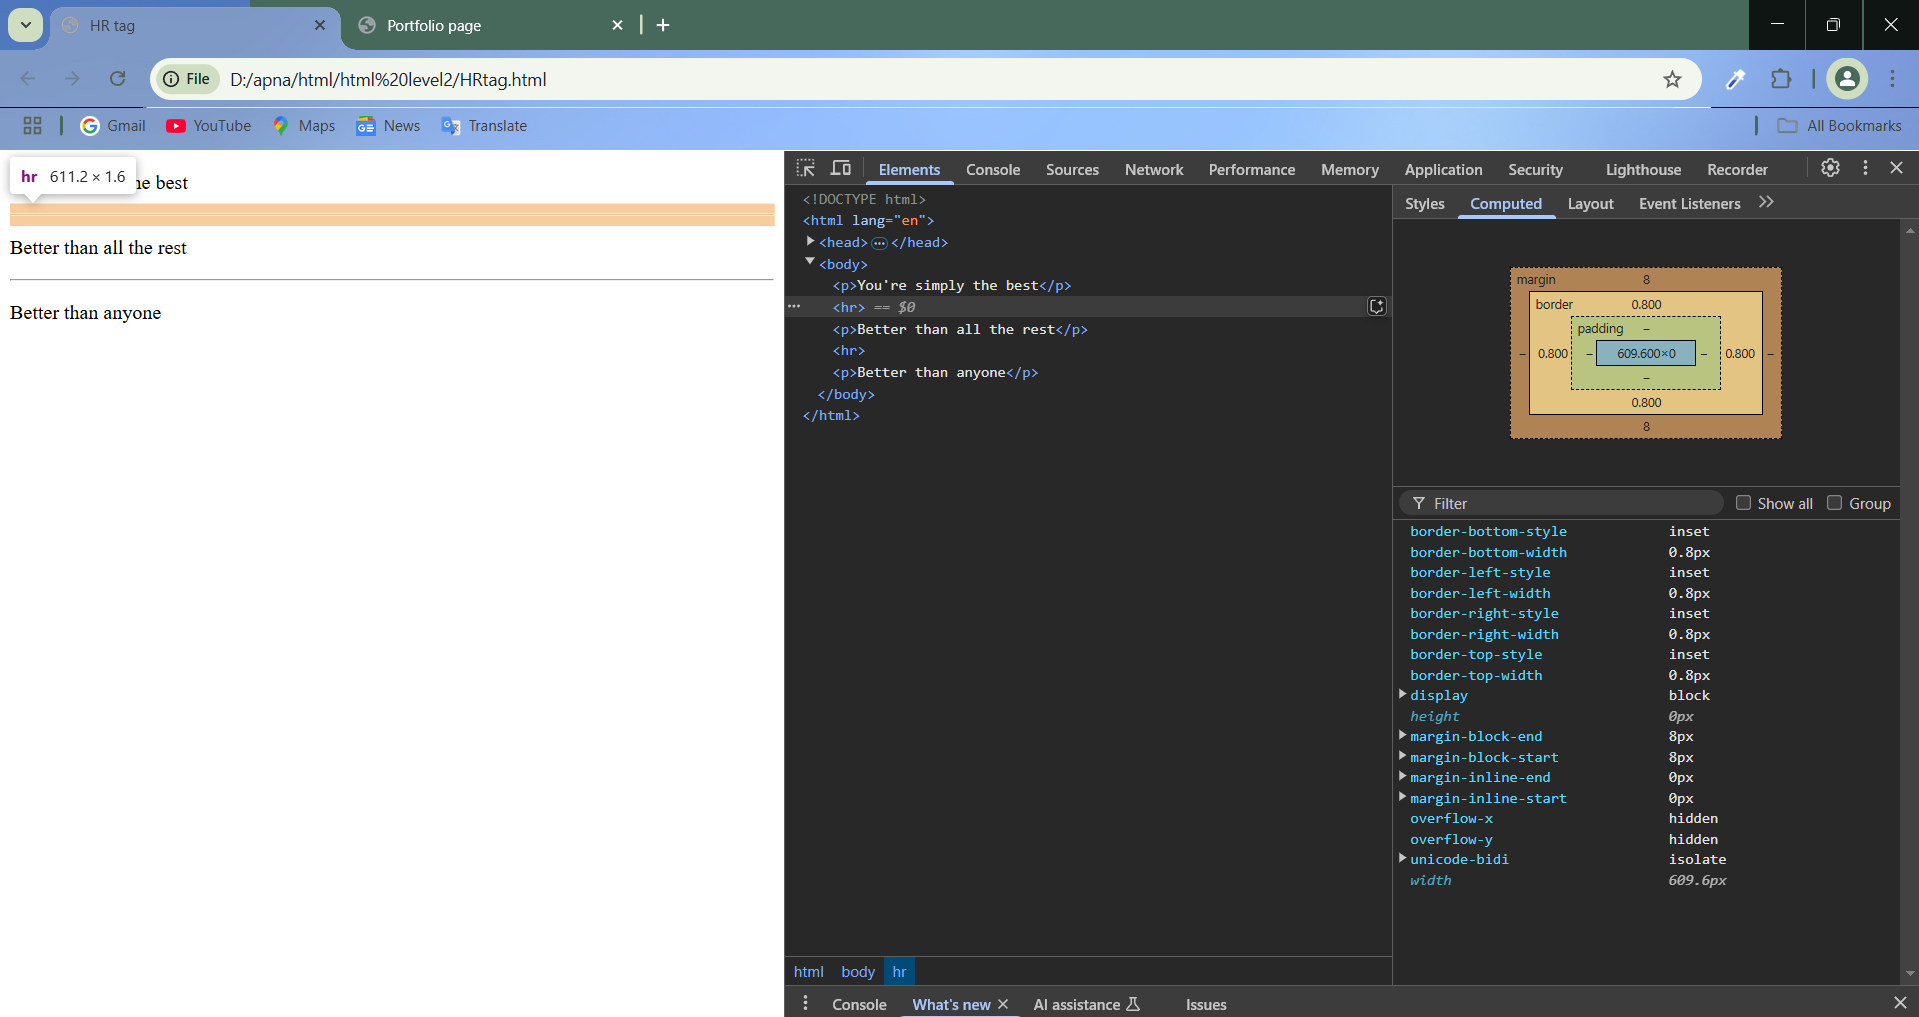 HR tag
Portfolio page
File D:/apna/html/html%20level2/HRtag.html
Gmail YouTube Maps News Translate All Bookmarks
hr 611.2 × 1.6
he best
Better than all the rest
Better than anyone
Elements Console Sources Network Performance Memory Application Security Lighthouse Recorder
<!DOCTYPE html>
<html lang="en">
<head>…</head>
<body>
<p>You're simply the best</p>
<hr> == $0
<p>Better than all the rest</p>
<hr>
<p>Better than anyone</p>
</body>
</html>
html body hr
Styles Computed Layout Event Listeners
margin 8
border 0.800
padding –
– 0.800 – 609.600×0 – 0.800 –
–
0.800
8
Filter Show all Group
border-bottom-style inset
border-bottom-width 0.8px
border-left-style inset
border-left-width 0.8px
border-right-style inset
border-right-width 0.8px
border-top-style inset
border-top-width 0.8px
display block
height 0px
margin-block-end 8px
margin-block-start 8px
margin-inline-end 0px
margin-inline-start 0px
overflow-x hidden
overflow-y hidden
unicode-bidi isolate
width 609.6px
Console What's new AI assistance Issues